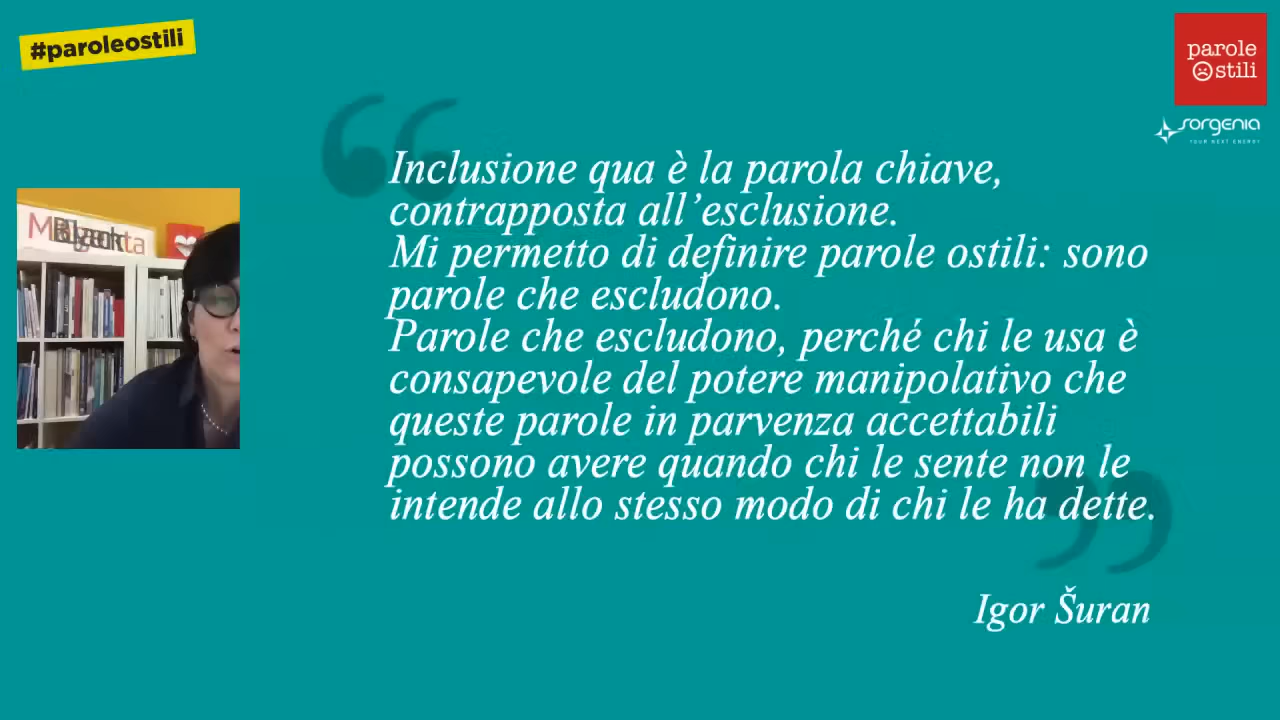 #paroleostili
parole
ostili
sorgenia
YOUR NEXT ENERGY
Inclusione qua è la parola chiave,
contrapposta all’esclusione.
Mi permetto di definire parole ostili: sono
parole che escludono.
Parole che escludono, perché chi le usa è
consapevole del potere manipolativo che
queste parole in parvenza accettabili
possono avere quando chi le sente non le
intende allo stesso modo di chi le ha dette.
Igor Šuran